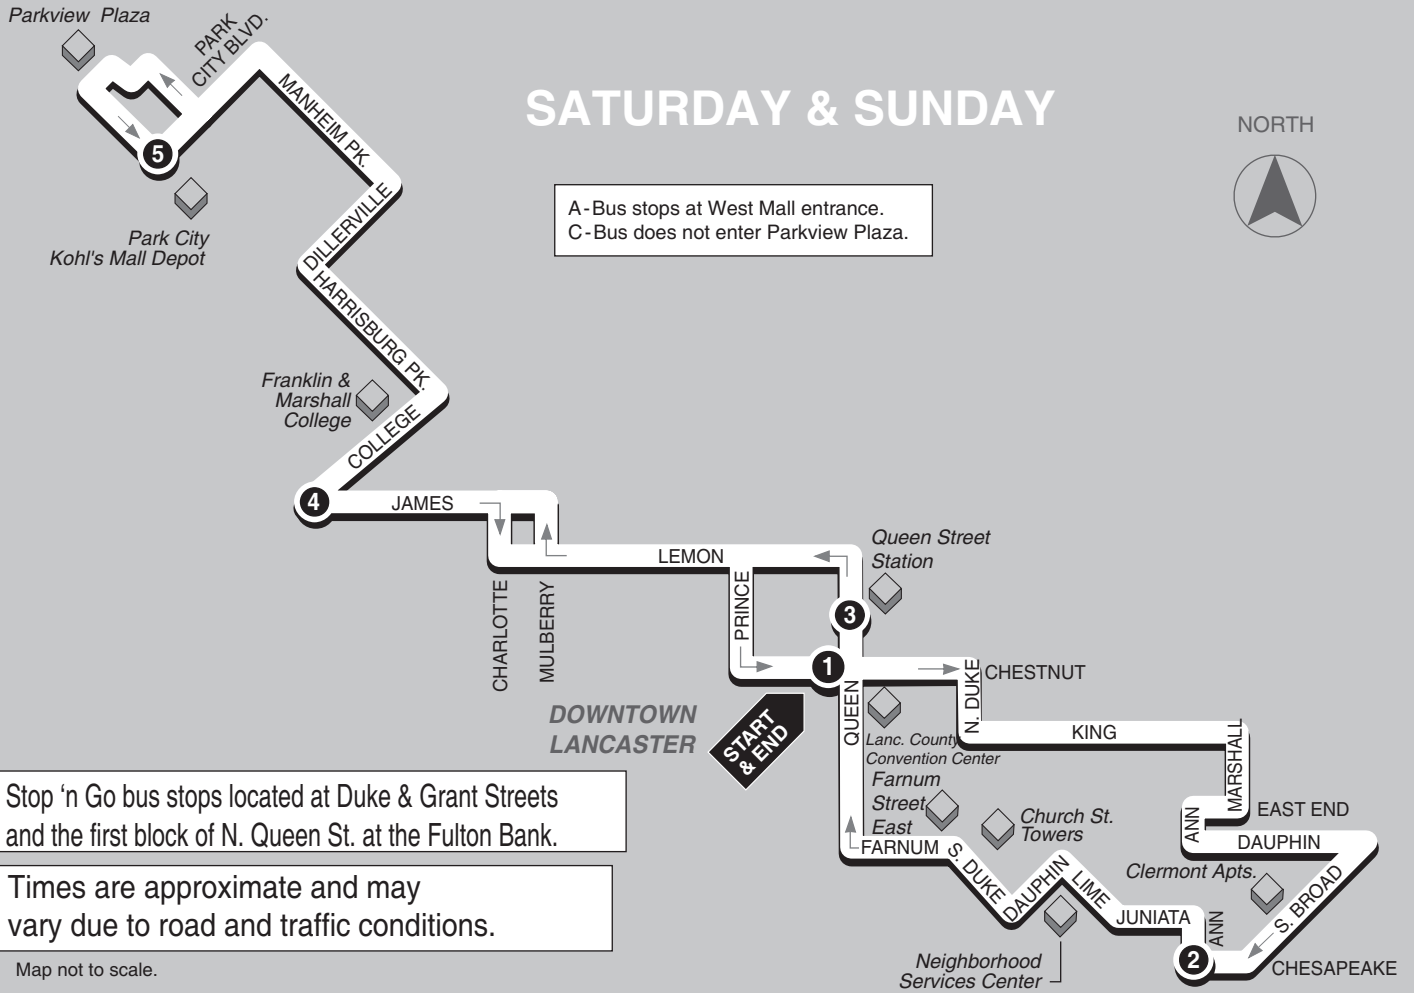 Parkview Plaza
PARK
CITY BLVD.
SATURDAY & SUNDAY
MANHEIM PK.
NORTH
5
A-Bus stops at West Mall entrance.
C-Bus does not enter Parkview Plaza.
Park City
Kohl's Mall Depot
DILLERVILLE
HARRISBURG PK.
Franklin &
Marshall
College
COLLEGE
4
JAMES
Queen Street
Station
LEMON
CHARLOTTE
MULBERRY
PRINCE
3
1
QUEEN
N. DUKE
CHESTNUT
DOWNTOWN
LANCASTER
START
& END
Lanc. County
Convention Center
KING
MARSHALL
Farnum
Street
East
FARNUM
Church St.
Towers
ANN
EAST END
DAUPHIN
Stop ‘n Go bus stops located at Duke & Grant Streets
and the first block of N. Queen St. at the Fulton Bank.
S. DUKE
DAUPHIN
LIME
Clermont Apts.
S. BROAD
JUNIATA
ANN
Times are approximate and may
vary due to road and traffic conditions.
Neighborhood
Services Center
2
CHESAPEAKE
Map not to scale.